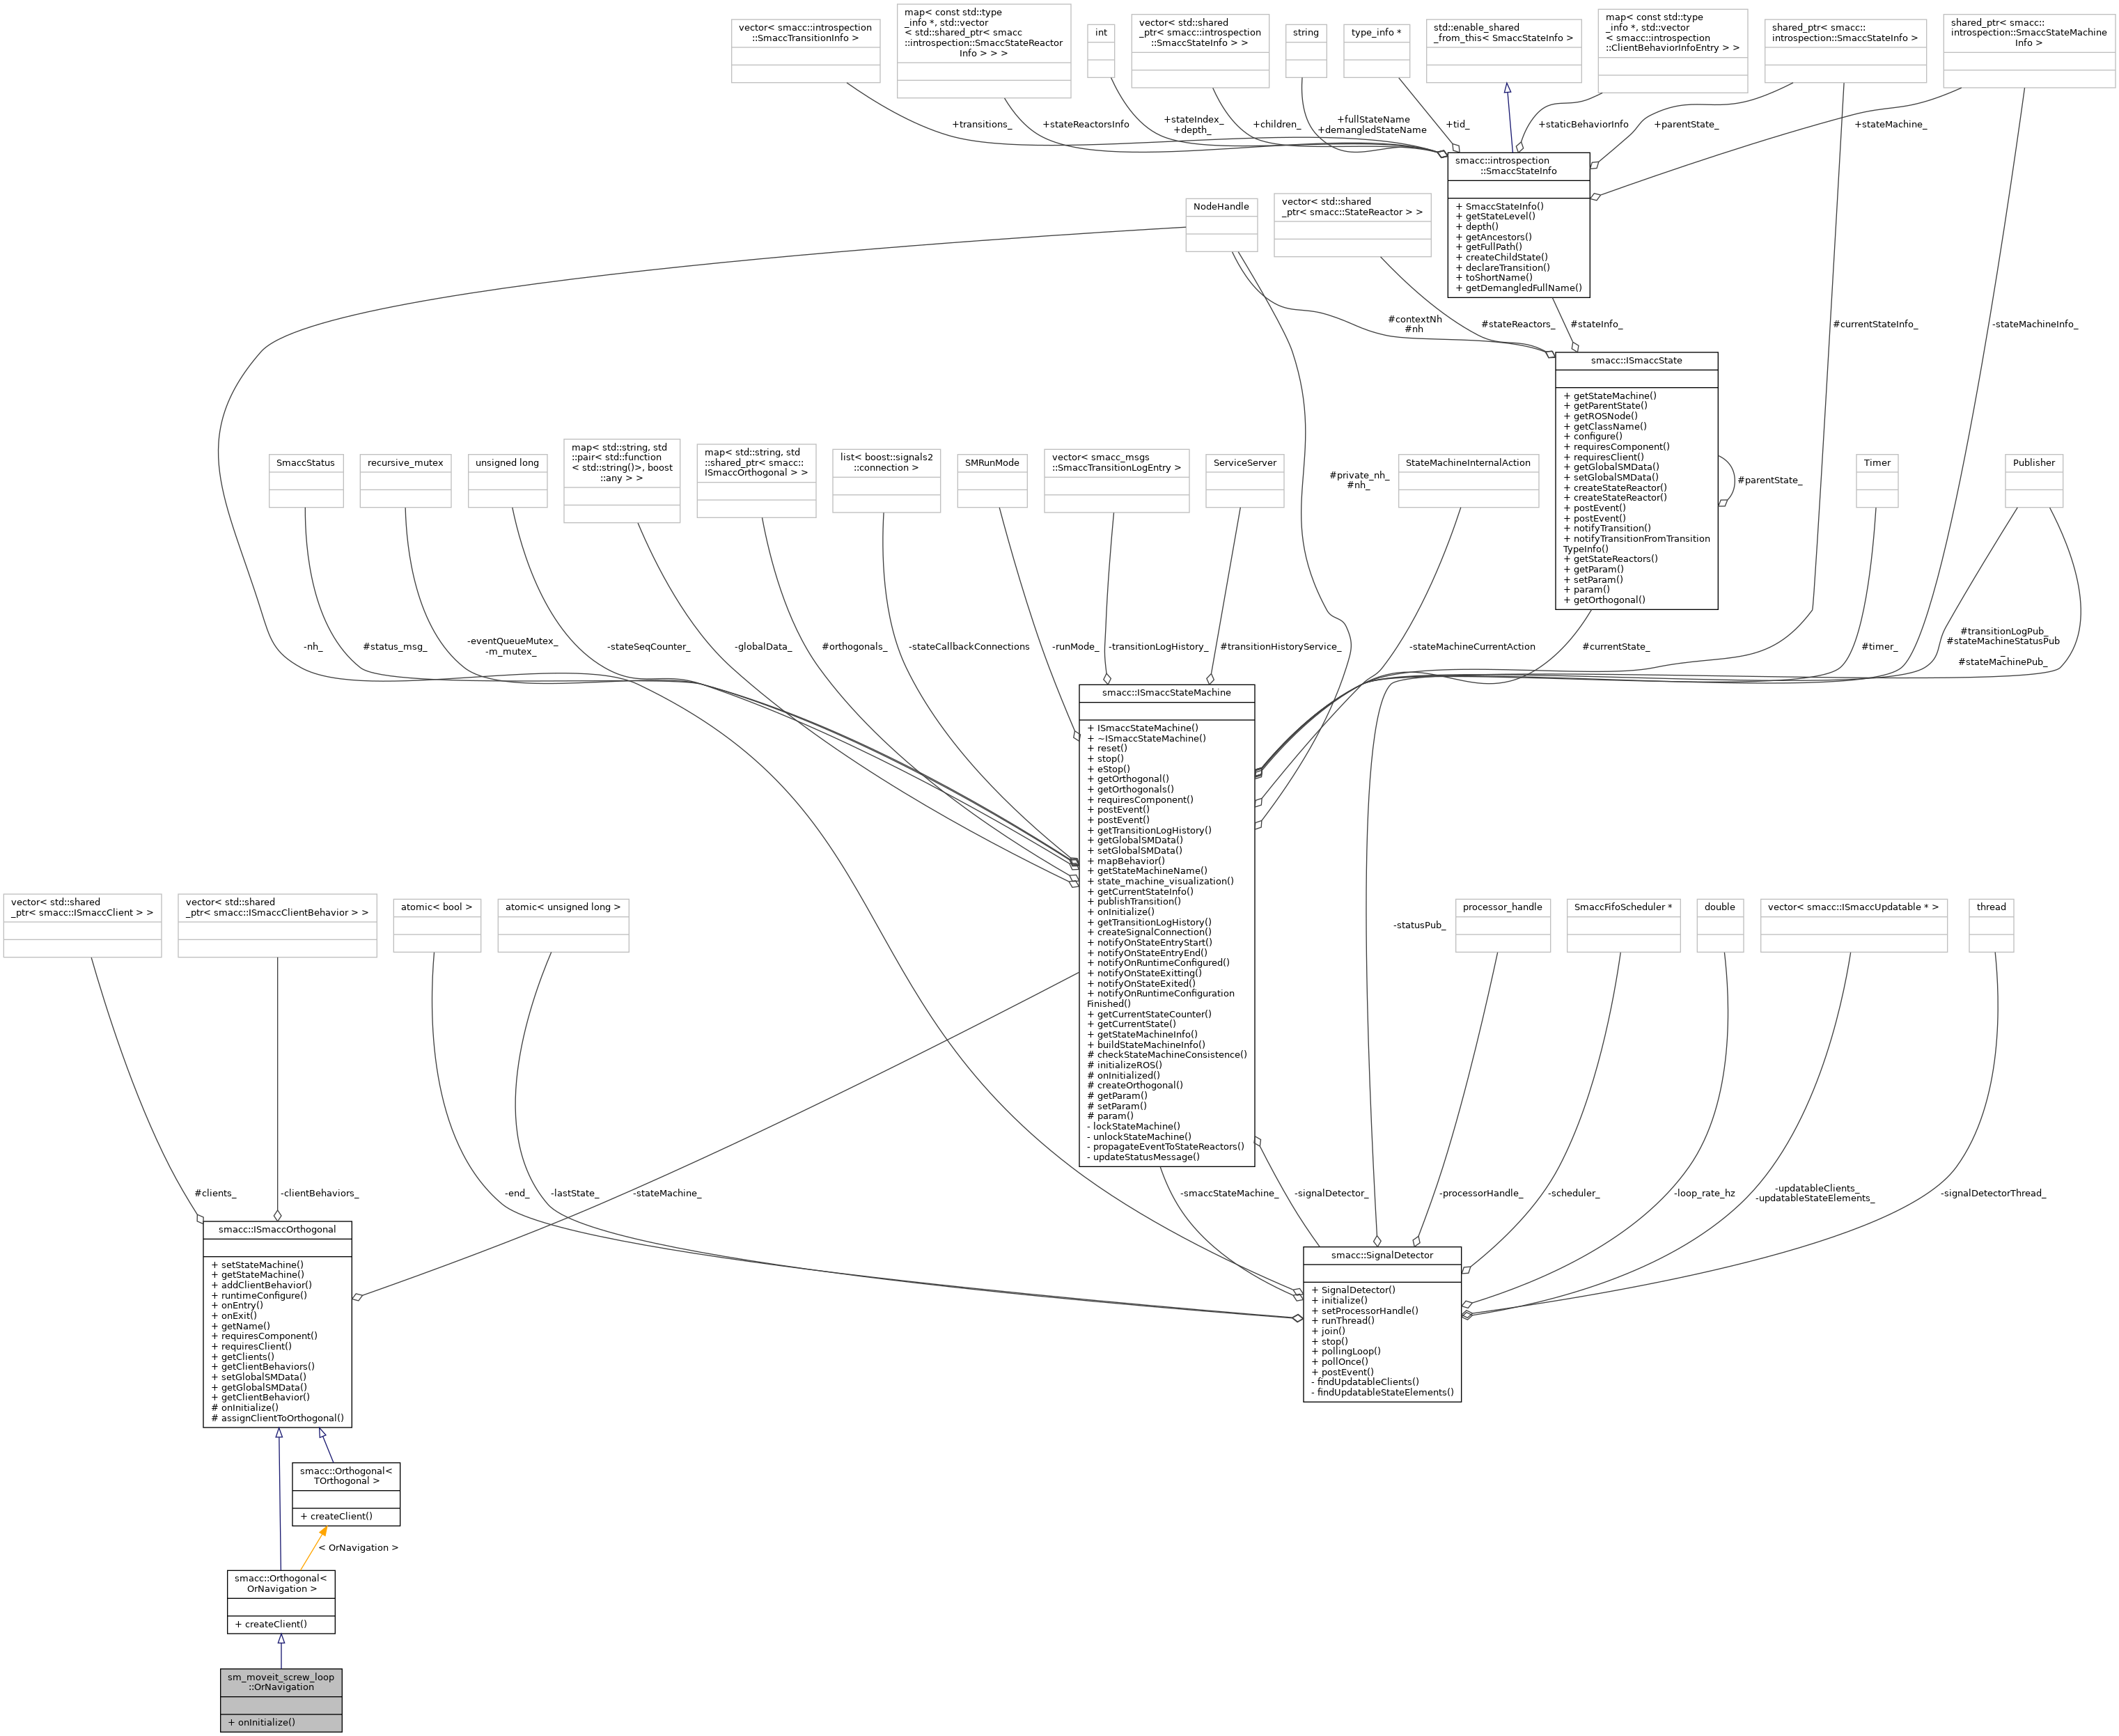 vector< smacc::introspection
::SmaccTransitionInfo >
map< const std::type
_info *, std::vector
< std::shared_ptr< smacc
::introspection::SmaccStateReactor
Info > > >
int
vector< std::shared
_ptr< smacc::introspection
::SmaccStateInfo > >
string
type_info *
std::enable_shared
_from_this< SmaccStateInfo >
map< const std::type
_info *, std::vector
< smacc::introspection
::ClientBehaviorInfoEntry > >
shared_ptr< smacc::
introspection::SmaccStateInfo >
shared_ptr< smacc::
introspection::SmaccStateMachine
Info >
+transitions_
+stateReactorsInfo
+stateIndex_
+depth_
+children_
+fullStateName
+demangledStateName
+tid_
+staticBehaviorInfo
+parentState_
+stateMachine_
smacc::introspection
::SmaccStateInfo
+ SmaccStateInfo()
+ getStateLevel()
+ depth()
+ getAncestors()
+ getFullPath()
+ createChildState()
+ declareTransition()
+ toShortName()
+ getDemangledFullName()
NodeHandle
vector< std::shared
_ptr< smacc::StateReactor > >
#contextNh
#nh
#stateReactors_
#stateInfo_
#currentStateInfo_
-stateMachineInfo_
smacc::ISmaccState
+ getStateMachine()
+ getParentState()
+ getROSNode()
+ getClassName()
+ configure()
+ requiresComponent()
+ requiresClient()
+ getGlobalSMData()
+ setGlobalSMData()
+ createStateReactor()
+ createStateReactor()
+ postEvent()
+ postEvent()
+ notifyTransition()
+ notifyTransitionFromTransition
TypeInfo()
+ getStateReactors()
+ getParam()
+ setParam()
+ param()
+ getOrthogonal()
#parentState_
SmaccStatus
recursive_mutex
unsigned long
map< std::string, std
::pair< std::function
< std::string()>, boost
::any > >
map< std::string, std
::shared_ptr< smacc::
ISmaccOrthogonal > >
list< boost::signals2
::connection >
SMRunMode
vector< smacc_msgs
::SmaccTransitionLogEntry >
ServiceServer
#private_nh_
#nh_
StateMachineInternalAction
Timer
Publisher
-nh_
#status_msg_
-eventQueueMutex_
-m_mutex_
-stateSeqCounter_
-globalData_
#orthogonals_
-stateCallbackConnections
-runMode_
-transitionLogHistory_
#transitionHistoryService_
-stateMachineCurrentAction
#currentState_
#timer_
#transitionLogPub_
#stateMachineStatusPub
_
#stateMachinePub_
smacc::ISmaccStateMachine
+ ISmaccStateMachine()
+ ~ISmaccStateMachine()
+ reset()
+ stop()
+ eStop()
+ getOrthogonal()
+ getOrthogonals()
+ requiresComponent()
+ postEvent()
+ postEvent()
+ getTransitionLogHistory()
+ getGlobalSMData()
+ setGlobalSMData()
+ mapBehavior()
+ getStateMachineName()
+ state_machine_visualization()
+ getCurrentStateInfo()
+ publishTransition()
+ onInitialize()
+ getTransitionLogHistory()
+ createSignalConnection()
+ notifyOnStateEntryStart()
+ notifyOnStateEntryEnd()
+ notifyOnRuntimeConfigured()
+ notifyOnStateExitting()
+ notifyOnStateExited()
+ notifyOnRuntimeConfiguration
Finished()
+ getCurrentStateCounter()
+ getCurrentState()
+ getStateMachineInfo()
+ buildStateMachineInfo()
# checkStateMachineConsistence()
# initializeROS()
# onInitialized()
# createOrthogonal()
# getParam()
# setParam()
# param()
- lockStateMachine()
- unlockStateMachine()
- propagateEventToStateReactors()
- updateStatusMessage()
vector< std::shared
_ptr< smacc::ISmaccClient > >
vector< std::shared
_ptr< smacc::ISmaccClientBehavior > >
atomic< bool >
atomic< unsigned long >
-statusPub_
processor_handle
SmaccFifoScheduler *
double
vector< smacc::ISmaccUpdatable * >
thread
#clients_
-clientBehaviors_
-end_
-lastState_
-stateMachine_
-smaccStateMachine_
-signalDetector_
-processorHandle_
-scheduler_
-loop_rate_hz
-updatableClients_
-updatableStateElements_
-signalDetectorThread_
smacc::ISmaccOrthogonal
+ setStateMachine()
+ getStateMachine()
+ addClientBehavior()
+ runtimeConfigure()
+ onEntry()
+ onExit()
+ getName()
+ requiresComponent()
+ requiresClient()
+ getClients()
+ getClientBehaviors()
+ setGlobalSMData()
+ getGlobalSMData()
+ getClientBehavior()
# onInitialize()
# assignClientToOrthogonal()
smacc::SignalDetector
+ SignalDetector()
+ initialize()
+ setProcessorHandle()
+ runThread()
+ join()
+ stop()
+ pollingLoop()
+ pollOnce()
+ postEvent()
- findUpdatableClients()
- findUpdatableStateElements()
smacc::Orthogonal<
TOrthogonal >
+ createClient()
< OrNavigation >
smacc::Orthogonal<
OrNavigation >
+ createClient()
sm_moveit_screw_loop
::OrNavigation
+ onInitialize()